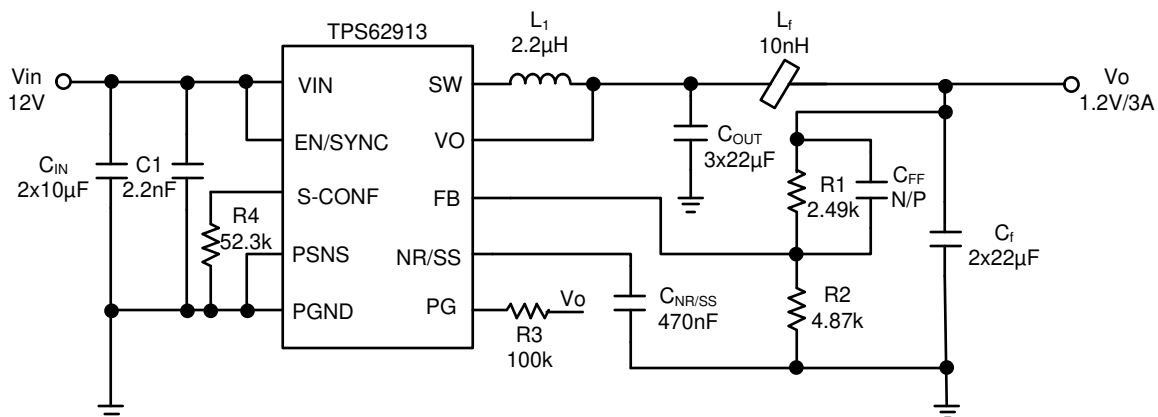 TPS62913
L1
2.2µH
Lf
10nH
Vin
12V
VIN
SW
Vo
1.2V/3A
EN/SYNC
VO
CIN
2x10µF
C1
2.2nF
COUT
3x22µF
S-CONF
FB
R1
2.49k
CFF
N/P
R4
52.3k
PSNS
NR/SS
Cf
2x22µF
PGND
PG
Vo
R3
100k
CNR/SS
470nF
R2
4.87k